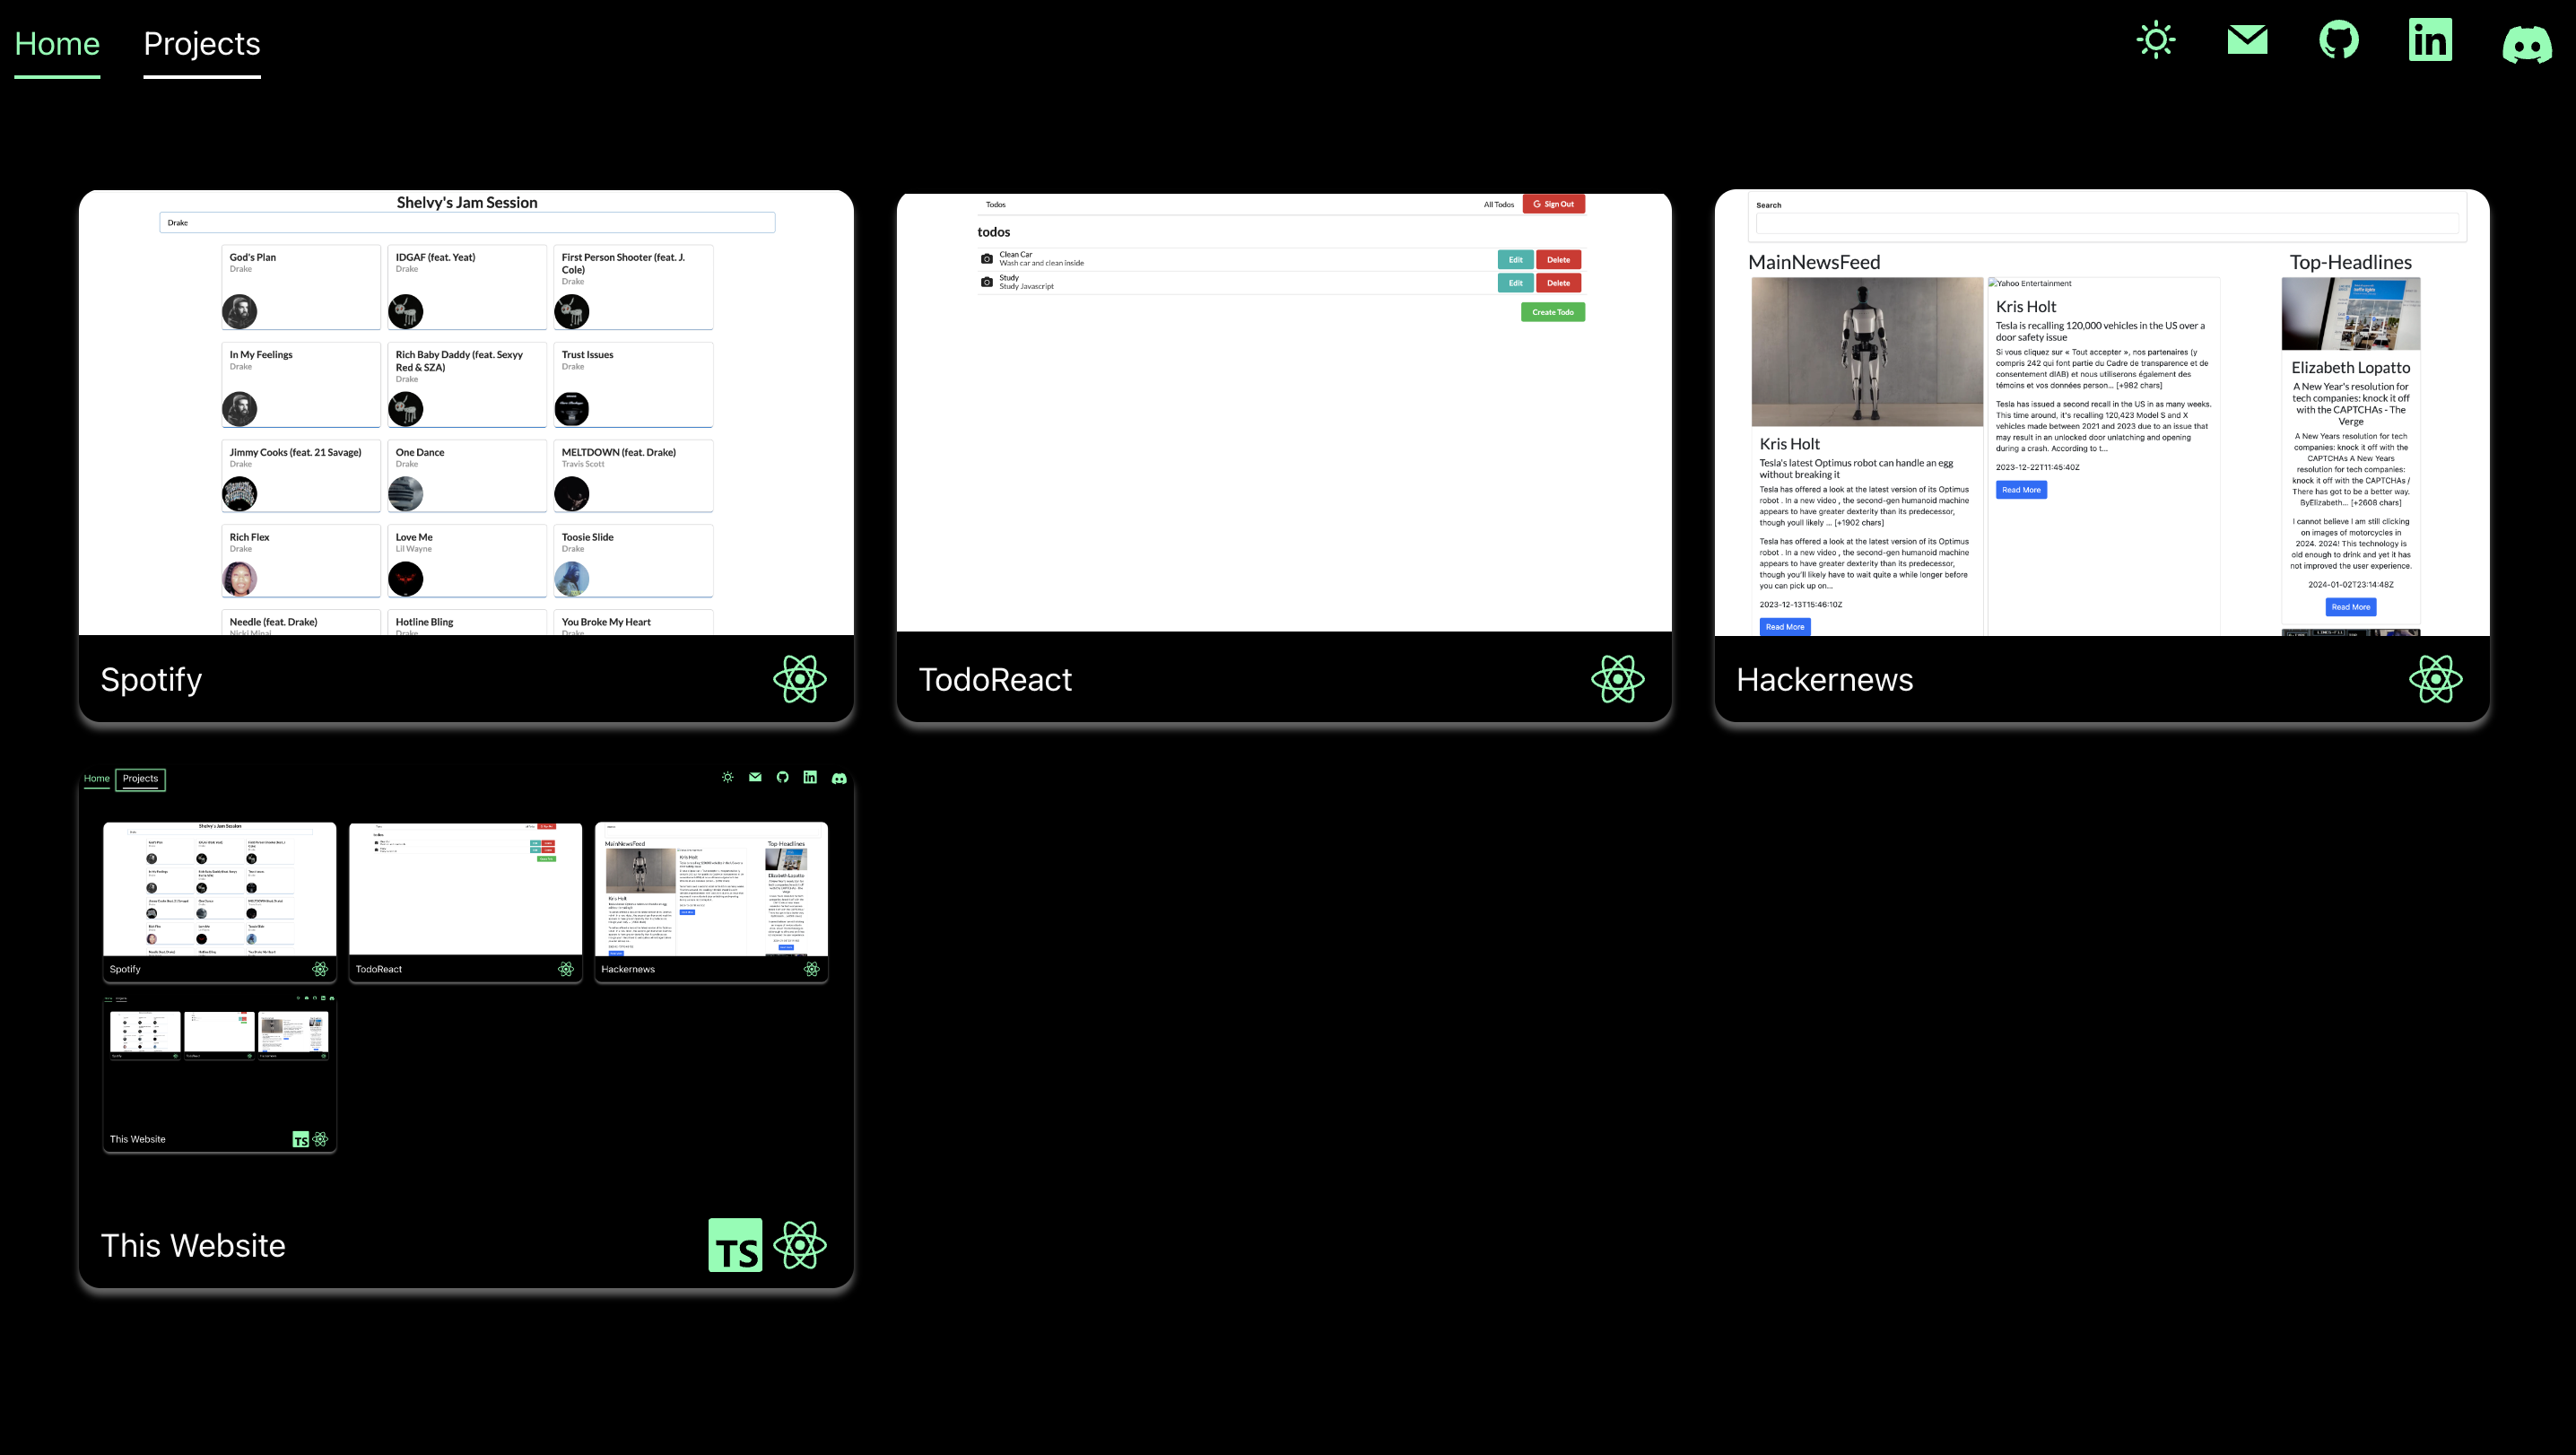 Home
Projects
in
Shelvy's Jam Session
Drake
God's Plan
Drake
IDGAF (feat. Yeat)
Drake
First Person Shooter (feat. J.
Cole)
Drake
In My Feelings
Drake
Rich Baby Daddy (feat. Sexyy
Red & SZA)
Drake
Trust Issues
Drake
Jimmy Cooks (feat. 21 Savage)
Drake
One Dance
Drake
MELTDOWN (feat. Drake)
Travis Scott
Rich Flex
Drake
Love Me
Lil Wayne
Toosie Slide
Drake
Needle (feat. Drake)
Nicki Minaj
Hotline Bling
Drake
You Broke My Heart
Drake
Spotify
Todos
All Todos
G Sign Out
todos
Clean Car
Wash car and clean inside
Edit
Delete
Study
Study Javascript
Edit
Delete
Create Todo
TodoReact
Search
MainNewsFeed
Kris Holt
Tesla's latest Optimus robot can handle an egg
without breaking it
Tesla has offered a look at the latest version of its Optimus
robot . In a new video , the second-gen humanoid machine
appears to have greater dexterity than its predecessor,
though youll likely ... [+1902 chars]
Tesla has offered a look at the latest version of its Optimus
robot . In a new video , the second-gen humanoid machine
appears to have greater dexterity than its predecessor,
though you'll likely have to wait quite a while longer before
you can pick up on...
2023-12-13T15:46:10Z
Read More
Yahoo Entertainment
Kris Holt
Tesla is recalling 120,000 vehicles in the US over a
door safety issue
Si vous cliquez sur « Tout accepter », nos partenaires (y
compris 242 qui font partie du Cadre de transparence et de
consentement dIAB) et nous utiliserons également des
témoins et vos données person... [+982 chars]
Tesla has issued a second recall in the US in as many weeks.
This time around, it's recalling 120,423 Model S and X
vehicles made between 2021 and 2023 due to an issue that
may result in an unlocked door unlatching and opening
during a crash. According to t...
2023-12-22T11:45:40Z
Read More
Top-Headlines
Elizabeth Lopatto
A New Year's resolution for
tech companies: knock it off
with the CAPTCHAs - The
Verge
A New Years resolution for tech
companies: knock it off with the
CAPTCHAs A New Years
resolution for tech companies:
knock it off with the CAPTCHAs /
There has got to be a better way.
ByElizabeth... [+2608 chars]
I cannot believe I am still clicking
on images of motorcycles in
2024. 2024! This technology is
old enough to drink and yet it has
not improved the user experience.
2024-01-02T23:14:48Z
Read More
Hackernews
Home
Projects
in
Shelvy's Jam Session
MainNewsFeed
Top-Headlines
Kris Holt
Kris Holt
Elizabeth Lopatto
Spotify
TodoReact
Hackernews
This Website
TS
This Website
TS